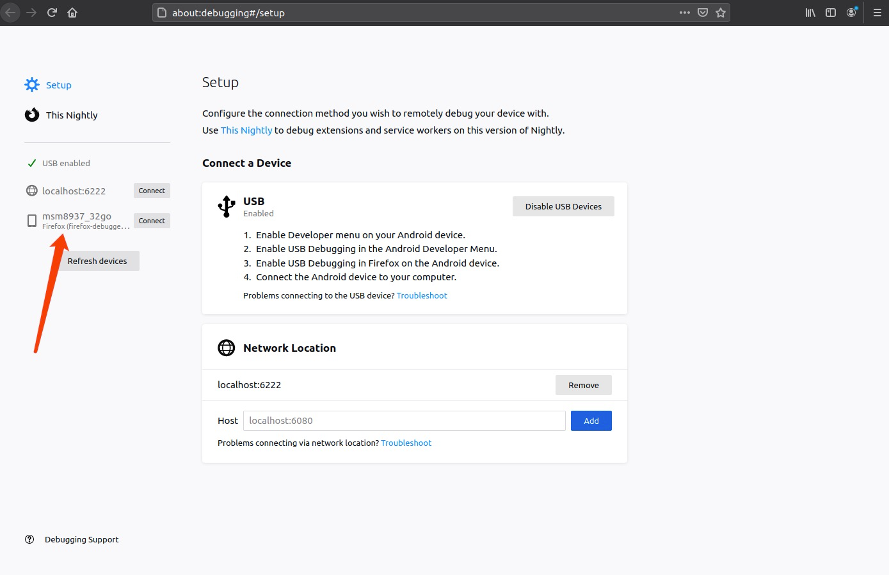 about:debugging#/setup
Setup
This Nightly
USB enabled
localhost:6222
Connect
msm8937_32go
Firefox (firefox-debugge...
Connect
Refresh devices
Debugging Support
Setup
Configure the connection method you wish to remotely debug your device with.
Use This Nightly to debug extensions and service workers on this version of Nightly.
Connect a Device
USB
Enabled
Disable USB Devices
1. Enable Developer menu on your Android device.
2. Enable USB Debugging in the Android Developer Menu.
3. Enable USB Debugging in Firefox on the Android device.
4. Connect the Android device to your computer.
Problems connecting to the USB device? Troubleshoot
Network Location
localhost:6222
Remove
Host
localhost:6080
Add
Problems connecting via network location? Troubleshoot